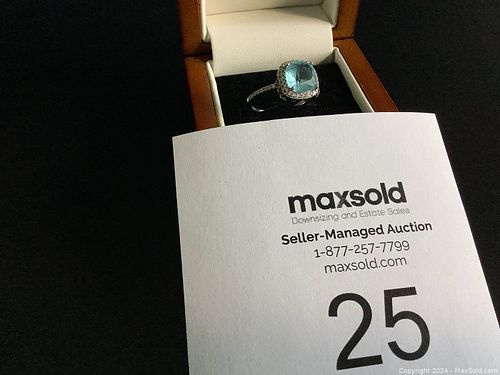 maxsold
Downsizing and Estate Sales
Seller-Managed Auction
1-877-257-7799
maxsold.com
25
Copyright 2024 - MaxSold.com